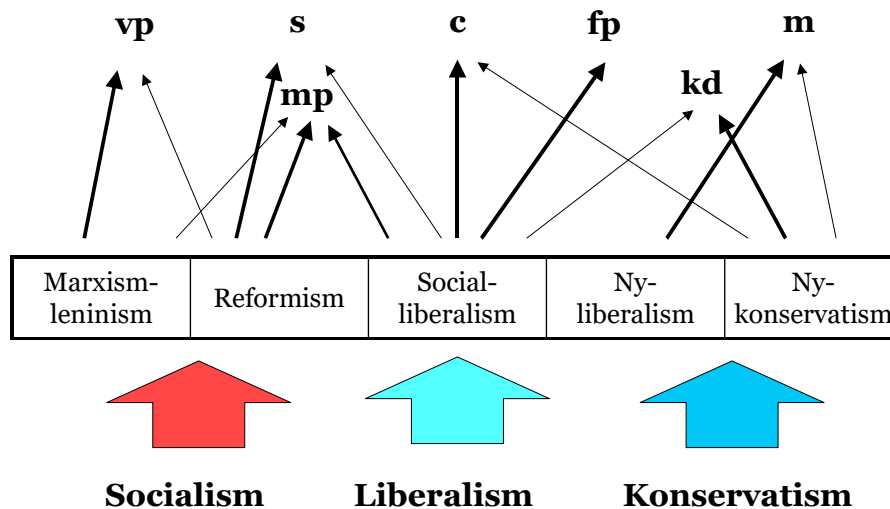 vp s c fp m
mp kd
Marxism-
leninism
Reformism
Social-
liberalism
Ny-
liberalism
Ny-
konservatism
Socialism Liberalism Konservatism